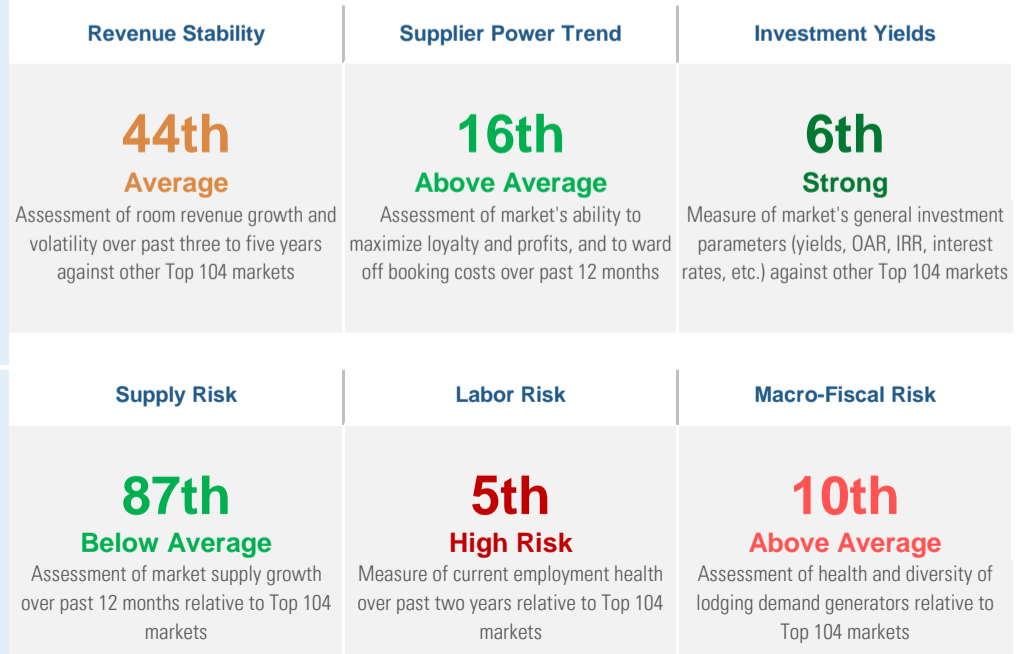 Revenue Stability
Supplier Power Trend
Investment Yields
44th
Average
Assessment of room revenue growth and
volatility over past three to five years
against other Top 104 markets
16th
Above Average
Assessment of market's ability to
maximize loyalty and profits, and to ward
off booking costs over past 12 months
6th
Strong
Measure of market's general investment
parameters (yields, OAR, IRR, interest
rates, etc.) against other Top 104 markets
Supply Risk
Labor Risk
Macro-Fiscal Risk
87th
Below Average
Assessment of market supply growth
over past 12 months relative to Top 104
markets
5th
High Risk
Measure of current employment health
over past two years relative to Top 104
markets
10th
Above Average
Assessment of health and diversity of
lodging demand generators relative to
Top 104 markets